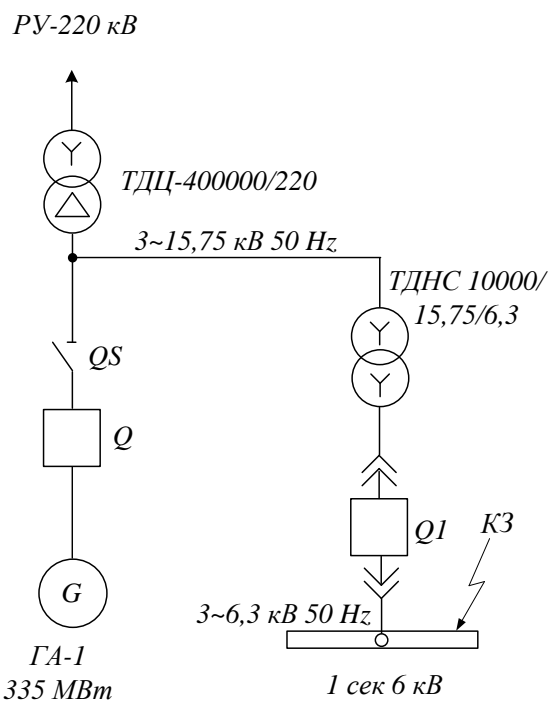 РУ-220 кВ
ТДЦ-400000/220
3~15,75 кВ 50 Hz
ТДНС 10000/
15,75/6,3
QS
Q
Q1
КЗ
G
3~6,3 кВ 50 Hz
ГА-1
335 МВт
1 сек 6 кВ